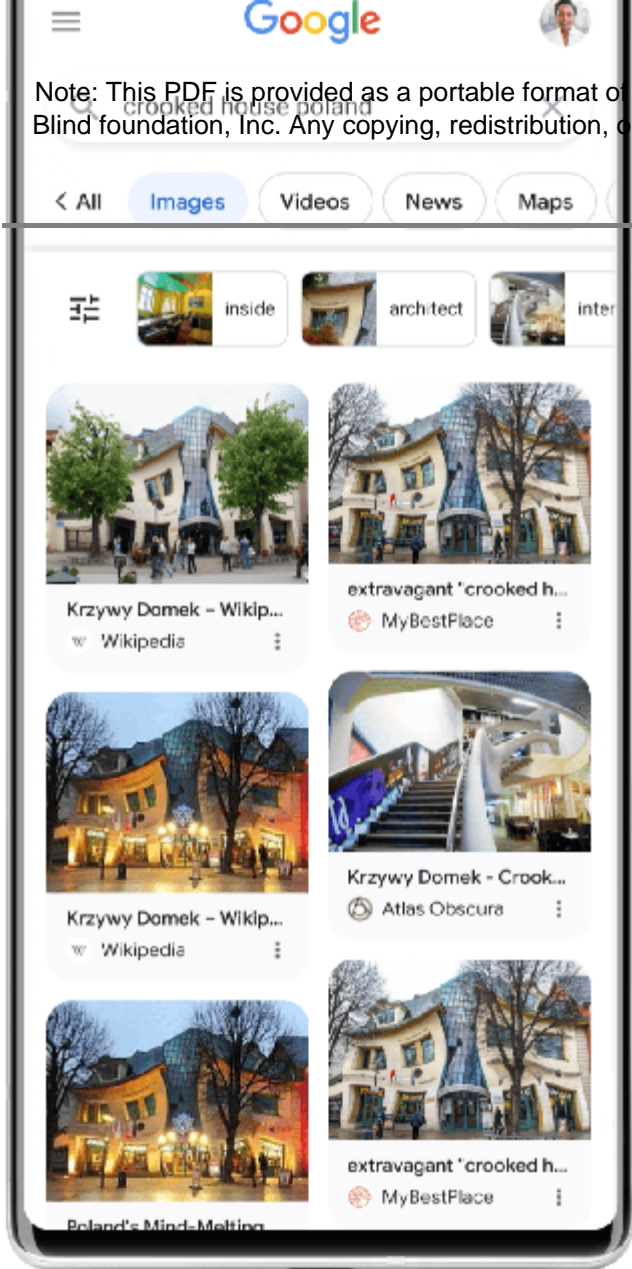 Google
Note: This PDF is provided as a portable format of
crooked house poland
Blind foundation, Inc. Any copying, redistribution,
All Images Videos News Maps
inside architect inter
Krzywy Domek – Wikip...
Wikipedia
extravagant "crooked h...
MyBestPlace
Krzywy Domek - Crook...
Atlas Obscura
Krzywy Domek – Wikip...
Wikipedia
extravagant "crooked h...
MyBestPlace
Poland's Mind-Melting